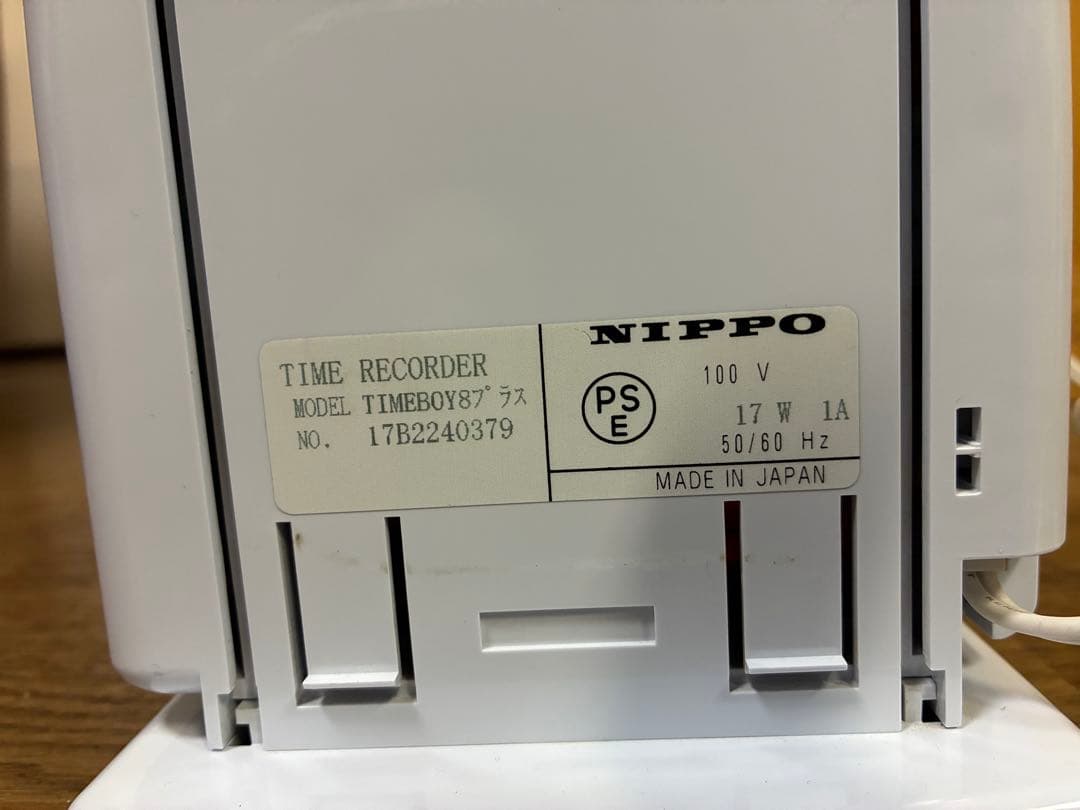 TIME RECORDER
MODEL TIMEBOY8プラス
NO. 17B2240379
NIPPO
PS
E
100 V
17 W 1A
50/60 Hz
MADE IN JAPAN